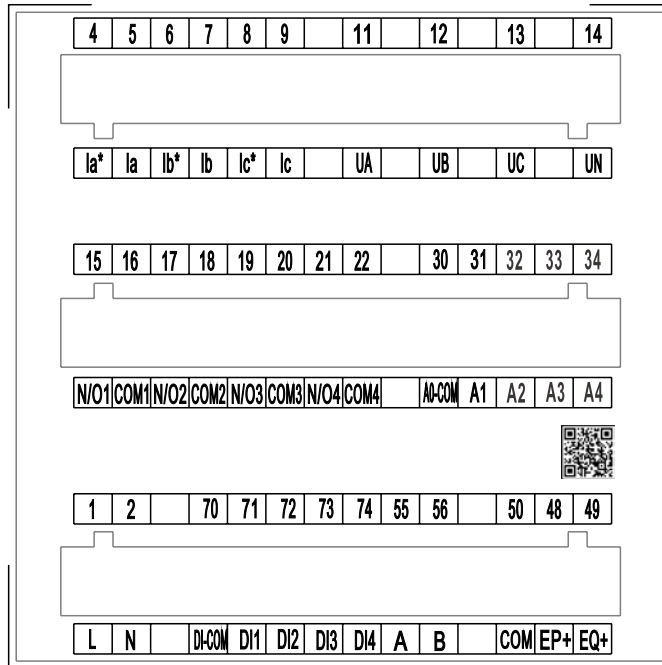 4 5 6 7 8 9 11 12 13 14
Ia* Ia Ib* Ib Ic* Ic UA UB UC UN
15 16 17 18 19 20 21 22 30 31 32 33 34
N/O1 COM1 N/O2 COM2 N/O3 COM3 N/O4 COM4 A0-COM A1 A2 A3 A4
1 2 70 71 72 73 74 55 56 50 48 49
L N DI-COM DI1 DI2 DI3 DI4 A B COM EP+ EQ+